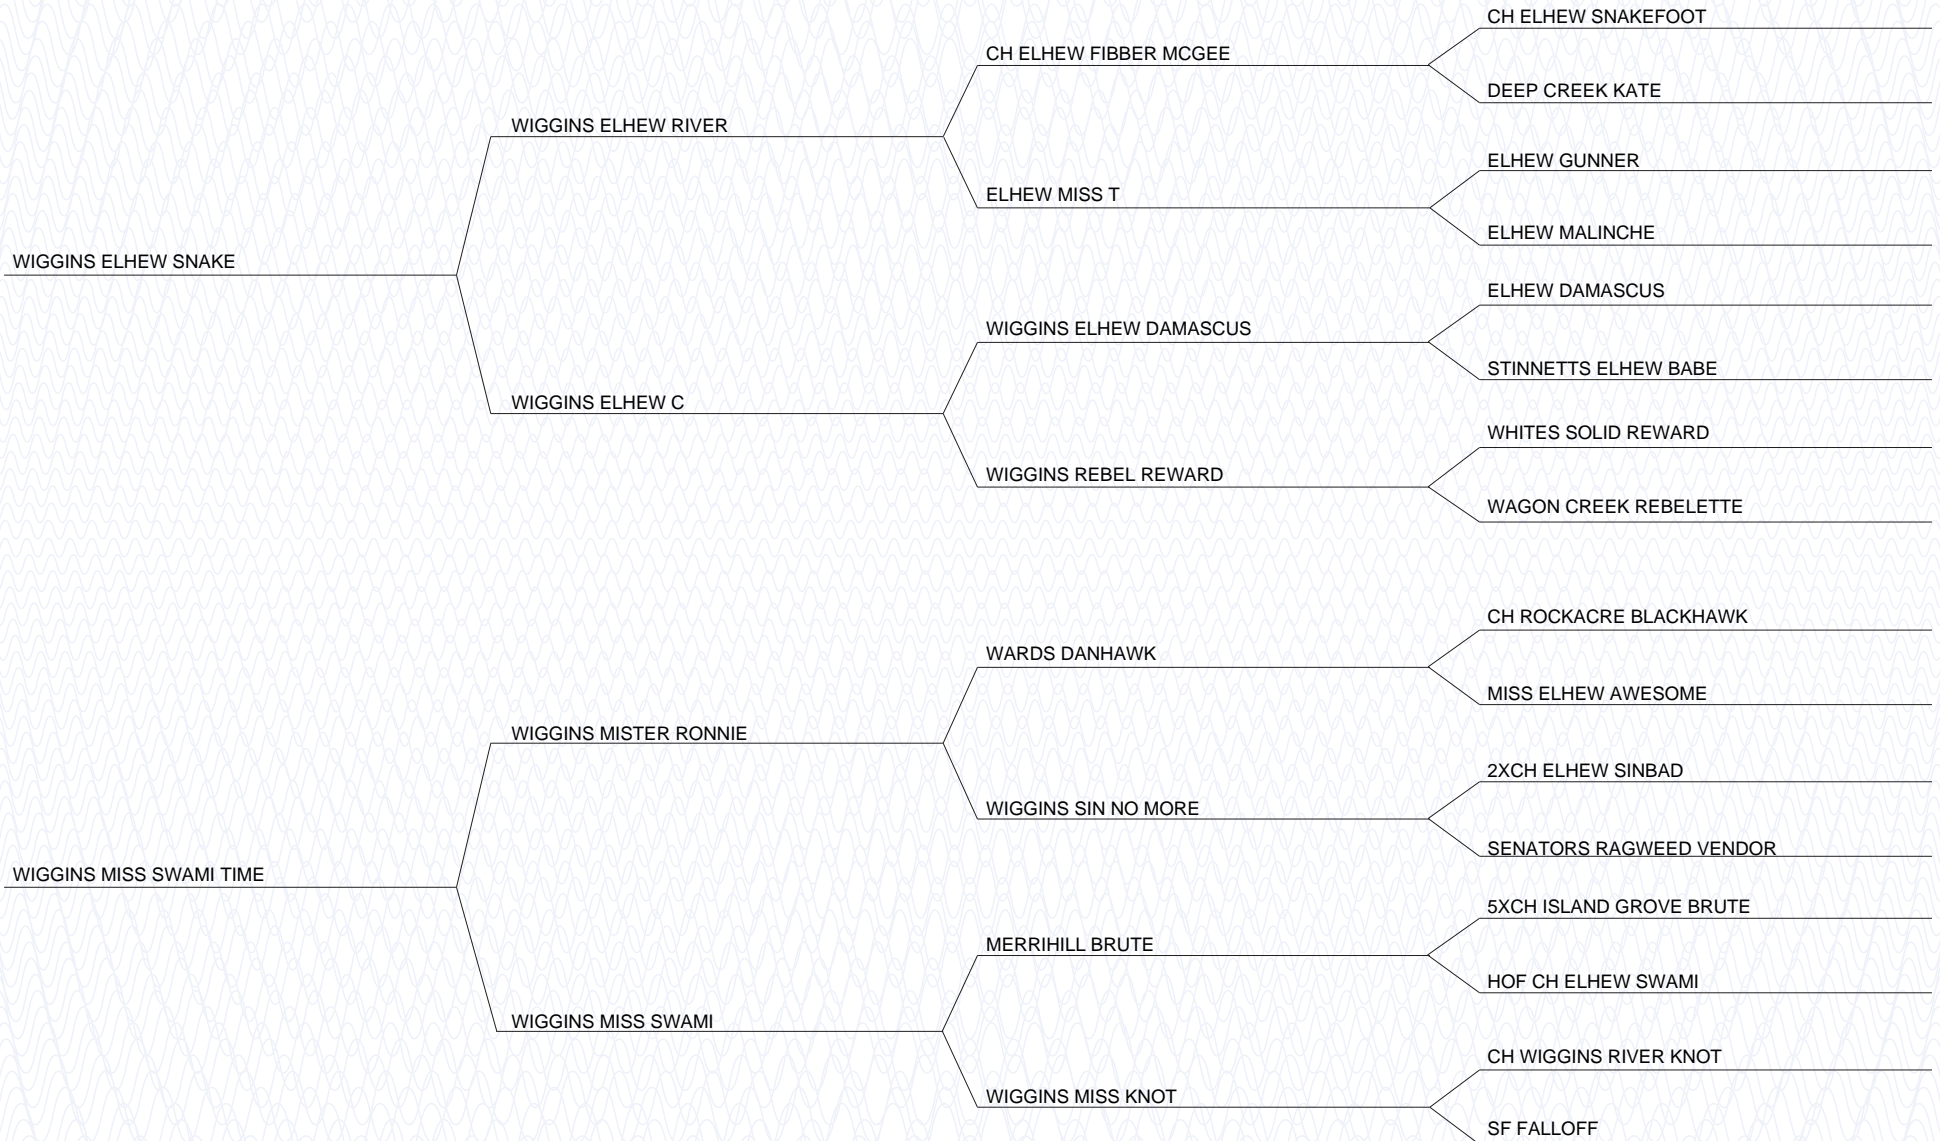 CH ELHEW SNAKEFOOT
CH ELHEW FIBBER MCGEE
DEEP CREEK KATE
WIGGINS ELHEW RIVER
ELHEW GUNNER
ELHEW MISS T
ELHEW MALINCHE
WIGGINS ELHEW SNAKE
ELHEW DAMASCUS
WIGGINS ELHEW DAMASCUS
STINNETTS ELHEW BABE
WIGGINS ELHEW C
WHITES SOLID REWARD
WIGGINS REBEL REWARD
WAGON CREEK REBELETTE
CH ROCKACRE BLACKHAWK
WARDS DANHAWK
MISS ELHEW AWESOME
WIGGINS MISTER RONNIE
2XCH ELHEW SINBAD
WIGGINS SIN NO MORE
SENATORS RAGWEED VENDOR
WIGGINS MISS SWAMI TIME
5XCH ISLAND GROVE BRUTE
MERRIHILL BRUTE
HOF CH ELHEW SWAMI
WIGGINS MISS SWAMI
CH WIGGINS RIVER KNOT
WIGGINS MISS KNOT
SF FALLOFF